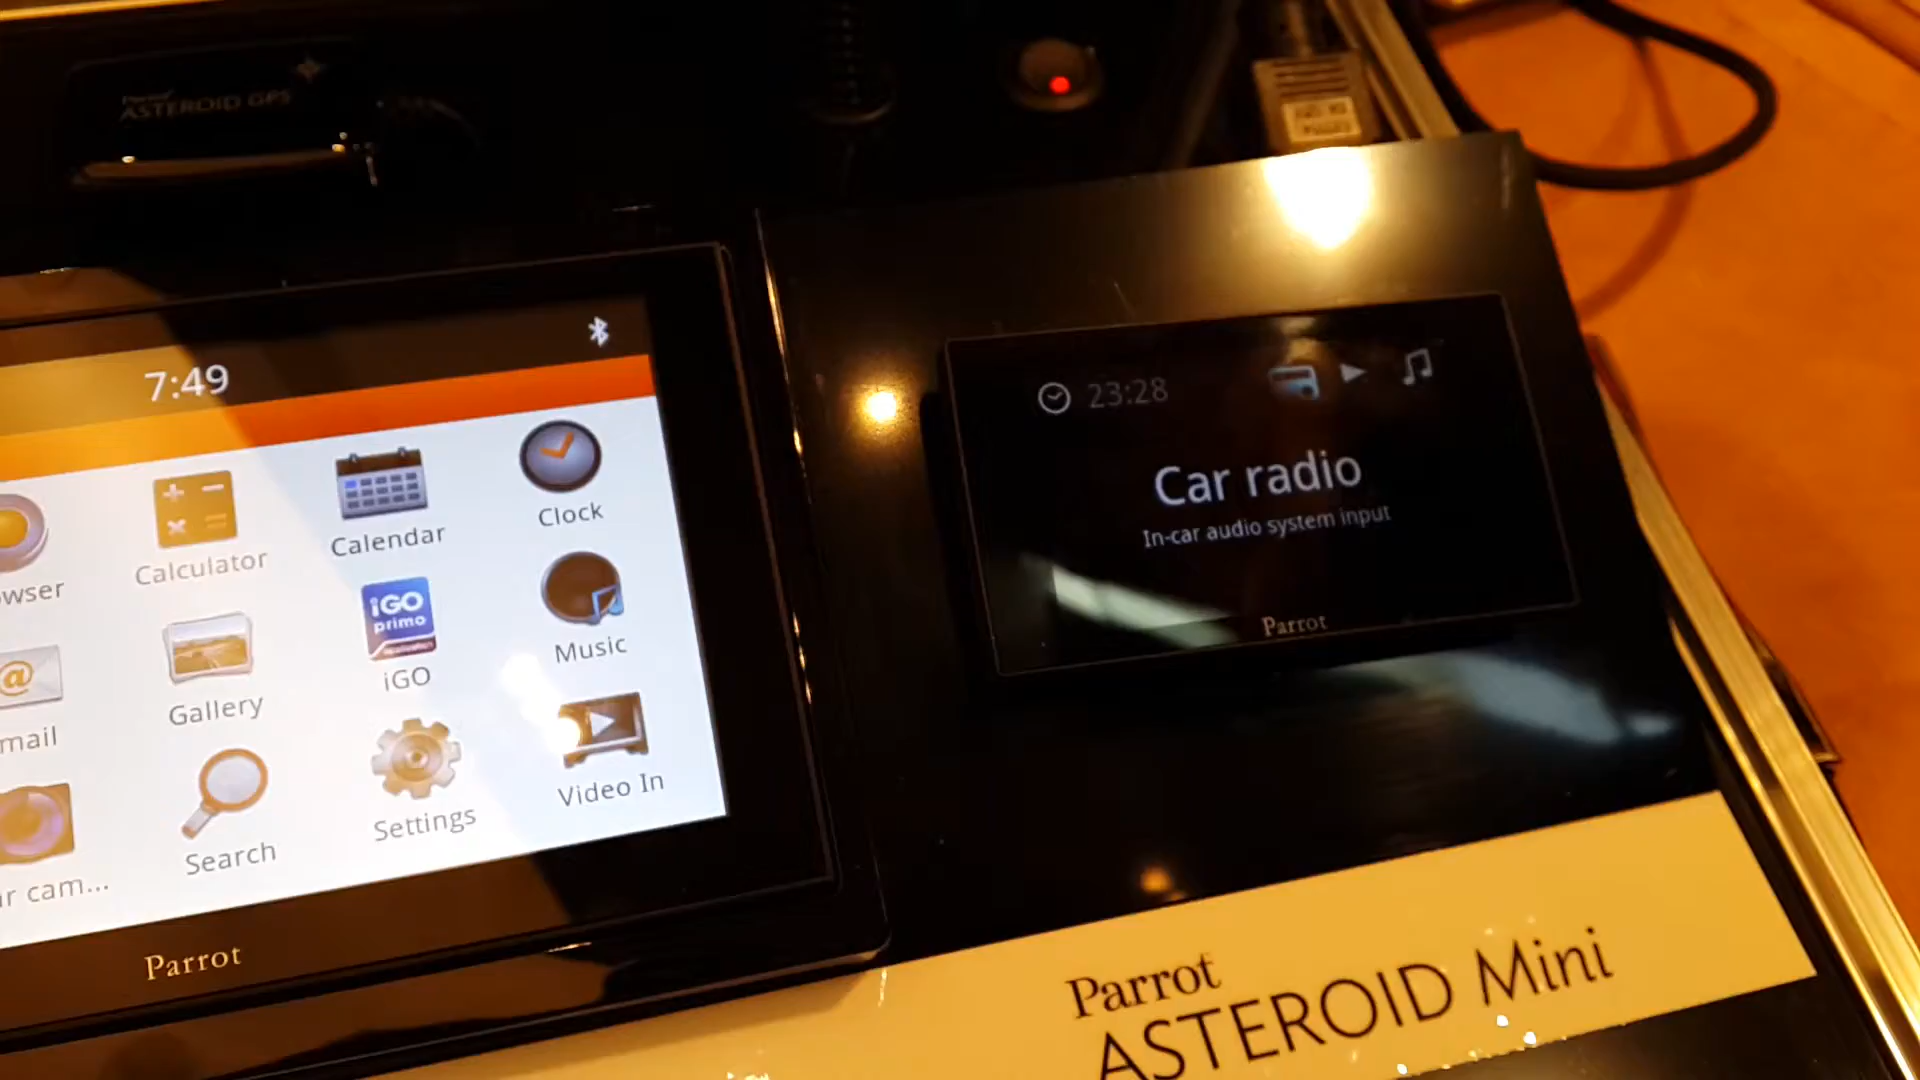 Parrot
ASTEROID GPS
7:49
Calculator
Calendar
Clock
wser
iGO
primo
Gallery
iGO
Music
mail
Search
Settings
Video In
r cam...
Parrot
23:28
Car radio
In-car audio system input
Parrot
Parrot
ASTEROID Mini